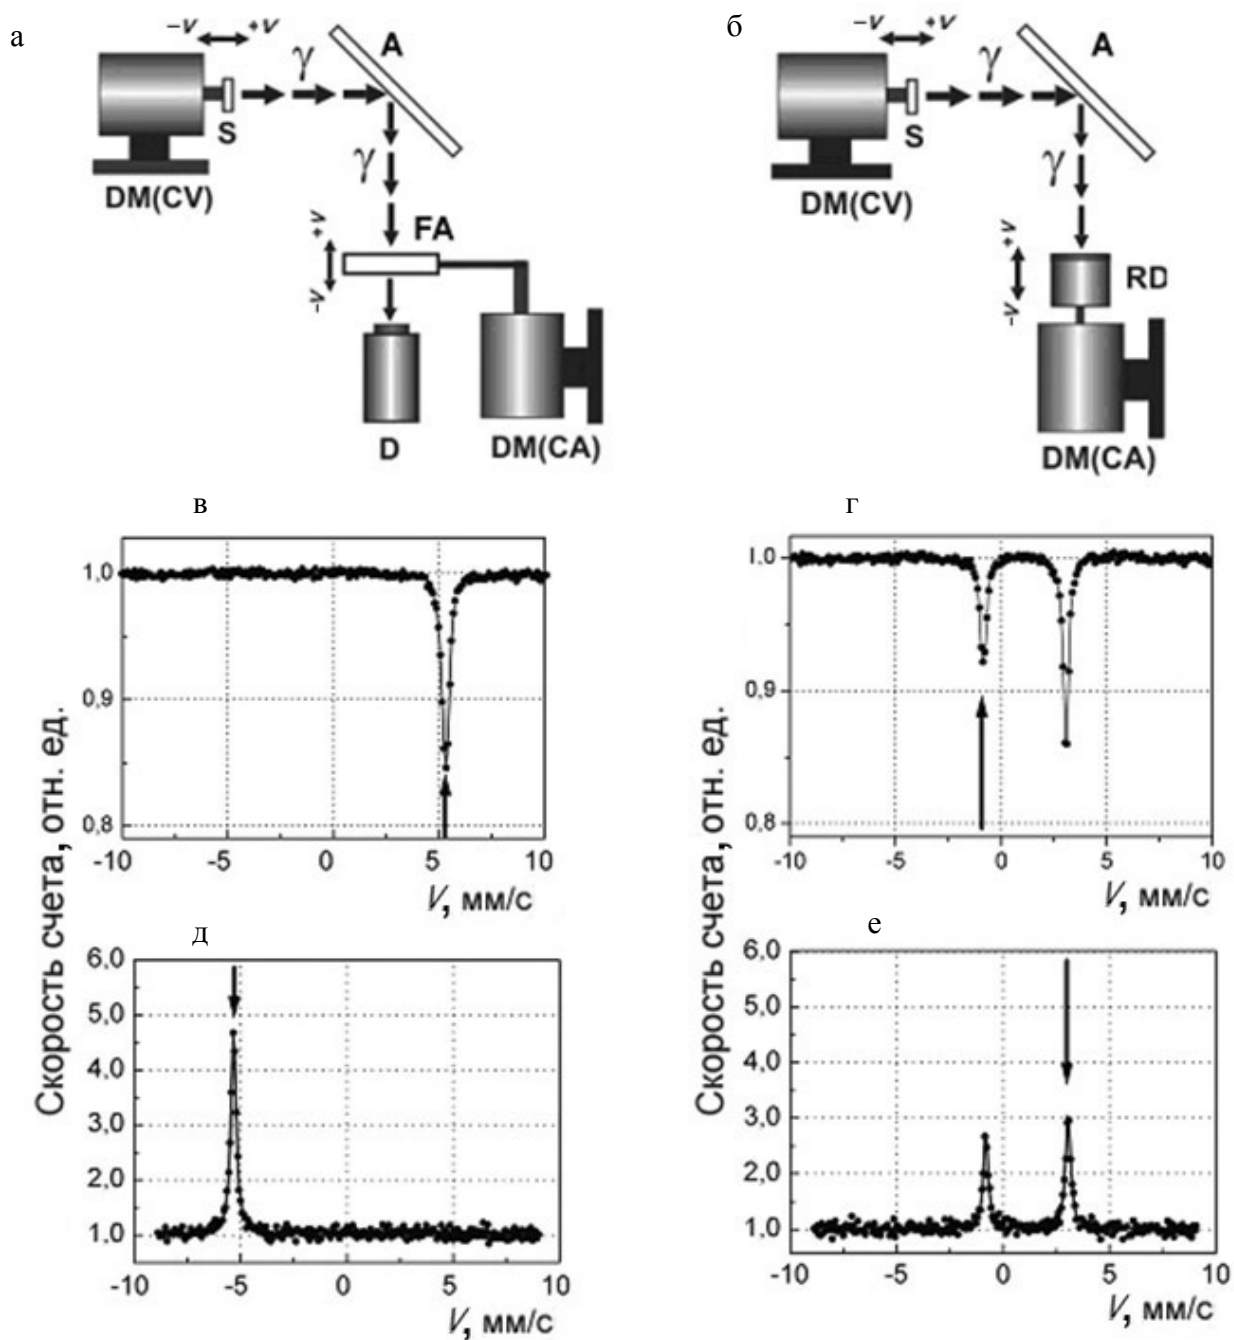 а
−V +V
γ
A
S
DM(CV)
γ
+V
−V
FA
D
DM(CA)
б
−V +V
γ
A
S
DM(CV)
γ
+V
−V
RD
DM(CA)
в
Скорость счета, отн. ед.
1,0
0,9
0,8
-10 -5 0 5 10
V, мм/с
г
Скорость счета, отн. ед.
1.0
0,9
0,8
-10 -5 0 5 10
V, мм/с
д
6,0
5,0
4,0
3,0
2,0
1,0
-10 -5 0 5 10
V, мм/с
е
6,0
5,0
4,0
3,0
2,0
1,0
-10 -5 0 5 10
V, мм/с